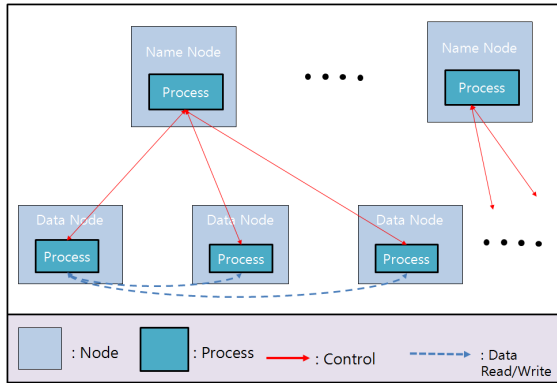 Name Node
Process
Name Node
Process
Data Node
Process
Data Node
Process
Data Node
Process
: Node
: Process
: Control
: Data
Read/Write